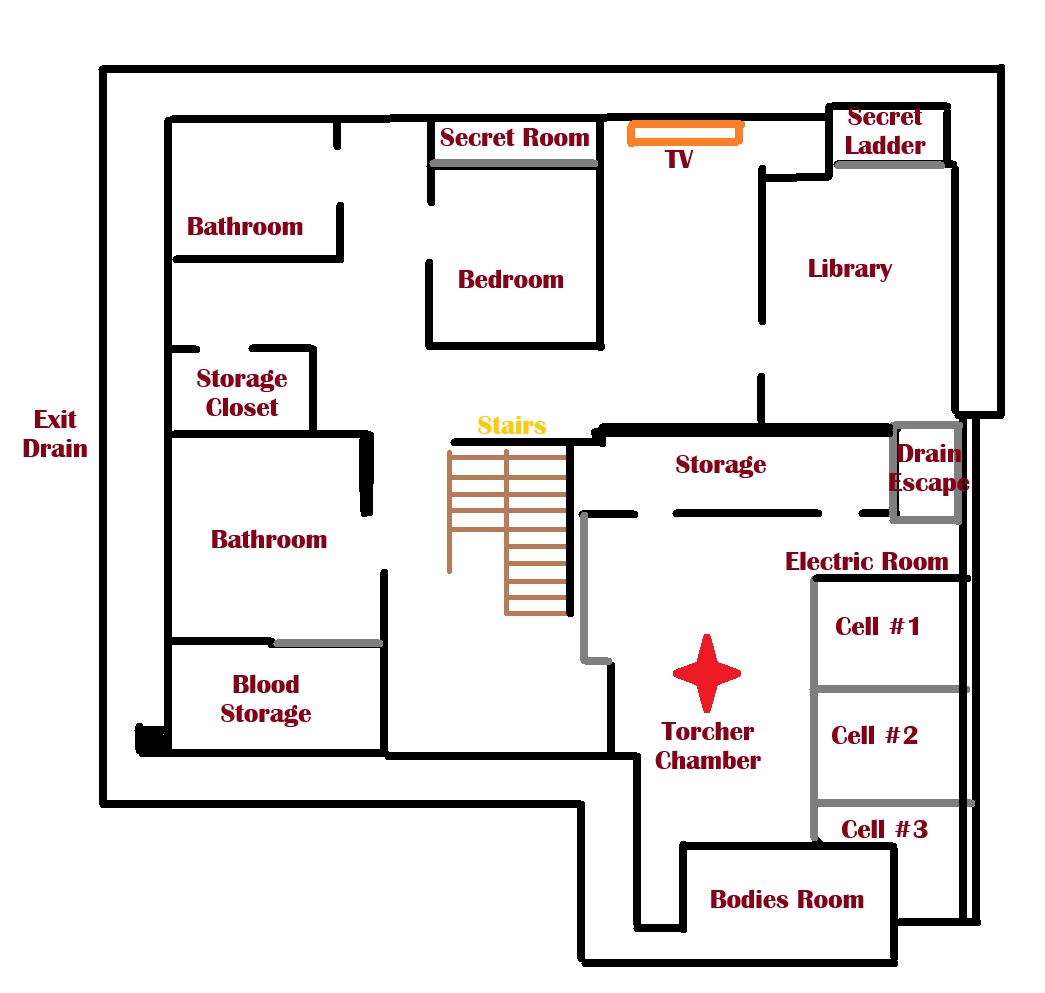 Secret Room
TV
Secret
Ladder
Bathroom
Bedroom
Library
Storage
Closet
Exit
Drain
Stairs
Storage
Drain
Escape
Bathroom
Electric Room
Cell #1
Blood
Storage
Torcher
Chamber
Cell #2
Cell #3
Bodies Room